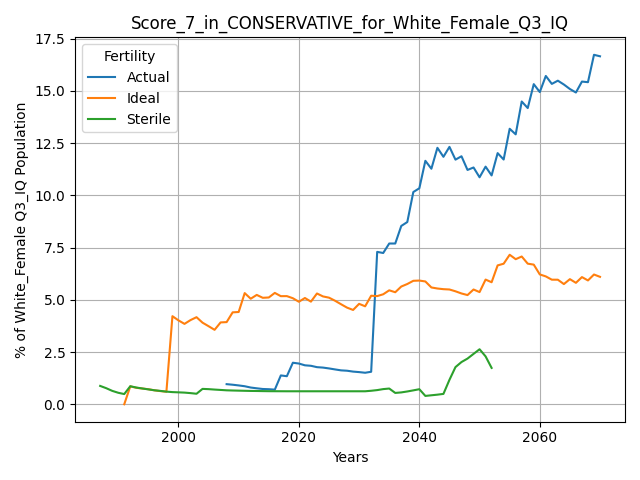 Score_7_in_CONSERVATIVE_for_White_Female_Q3_IQ
% of White_Female Q3_IQ Population
17.5
15.0
12.5
10.0
7.5
5.0
2.5
0.0
Fertility
Actual
Ideal
Sterile
2000
2020
2040
2060
Years